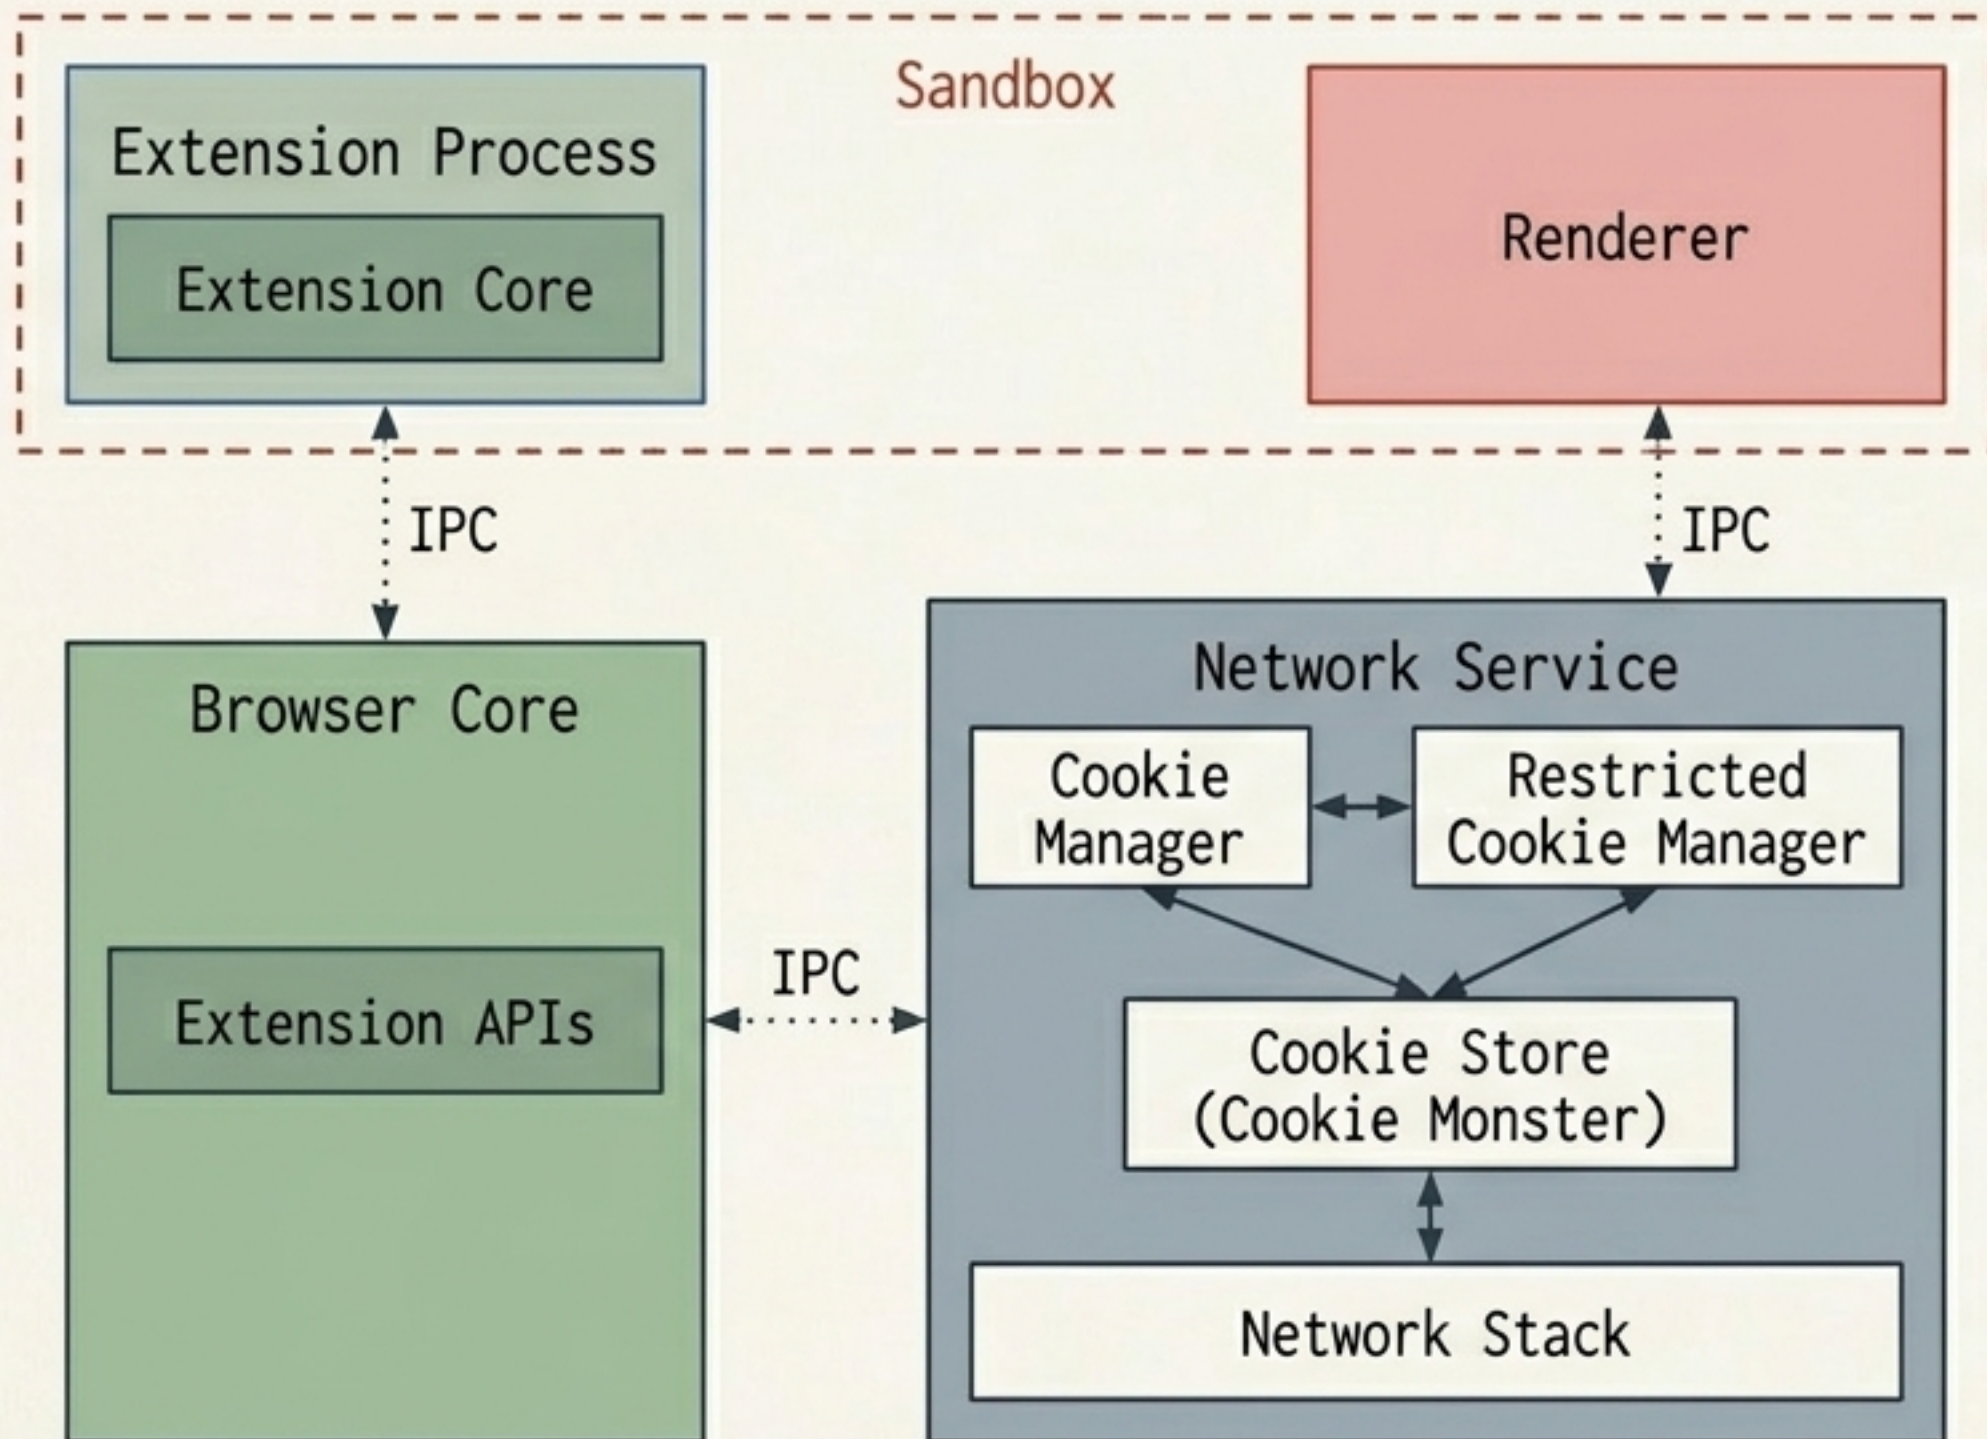 Sandbox
Extension Process
Extension Core
Renderer
IPC
IPC
Browser Core
Extension APIs
IPC
Network Service
Cookie
Manager
Restricted
Cookie Manager
Cookie Store
(Cookie Monster)
Network Stack